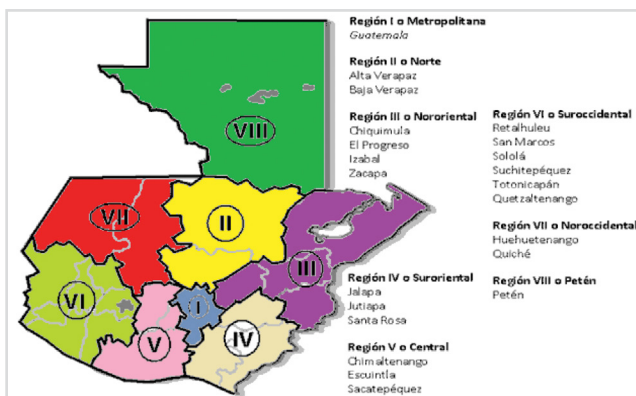 Región I o Metropolitana
Guatemala
Región II o Norte
Alta Verapaz
Baja Verapaz
Región III o Nororiental
Chiquimula
El Progreso
Izabal
Zacapa
Región IV o Suroriental
Jalapa
Jutiapa
Santa Rosa
Región V o Central
Chimaltenango
Escuintla
Sacatepéquez
Región VI o Suroccidental
Retalhuleu
San Marcos
Sololá
Suchitepéquez
Totonicapán
Quetzaltenango
Región VII o Noroccidental
Huehuetenango
Quiché
Región VIII o Petén
Petén
VIII
VII
II
III
VI
I
V
IV